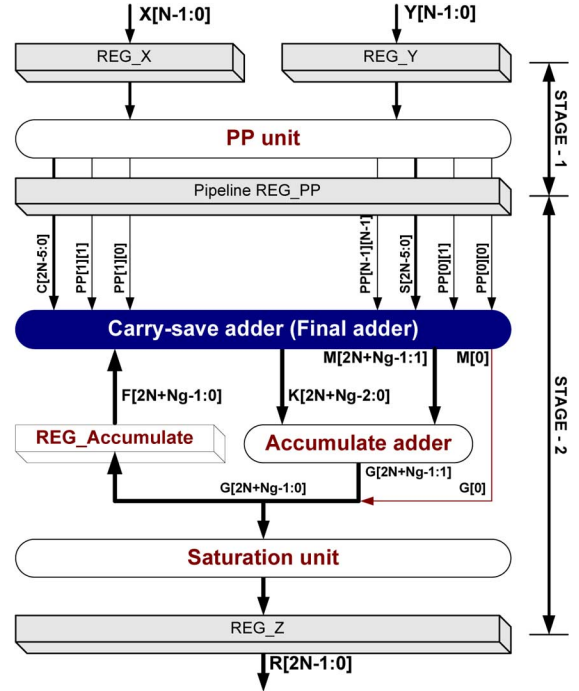 X[N-1:0]
Y[N-1:0]
REG_X
REG_Y
STAGE - 1
PP unit
Pipeline REG_PP
C[2N-5:0]
PP[1][1]
PP[1][0]
PP[N-1][N-1]
S[2N-5:0]
PP[0][1]
PP[0][0]
Carry-save adder (Final adder)
M[2N+Ng-1:1]
M[0]
F[2N+Ng-1:0]
K[2N+Ng-2:0]
STAGE - 2
REG_Accumulate
Accumulate adder
G[2N+Ng-1:1]
G[2N+Ng-1:0]
G[0]
Saturation unit
REG_Z
R[2N-1:0]